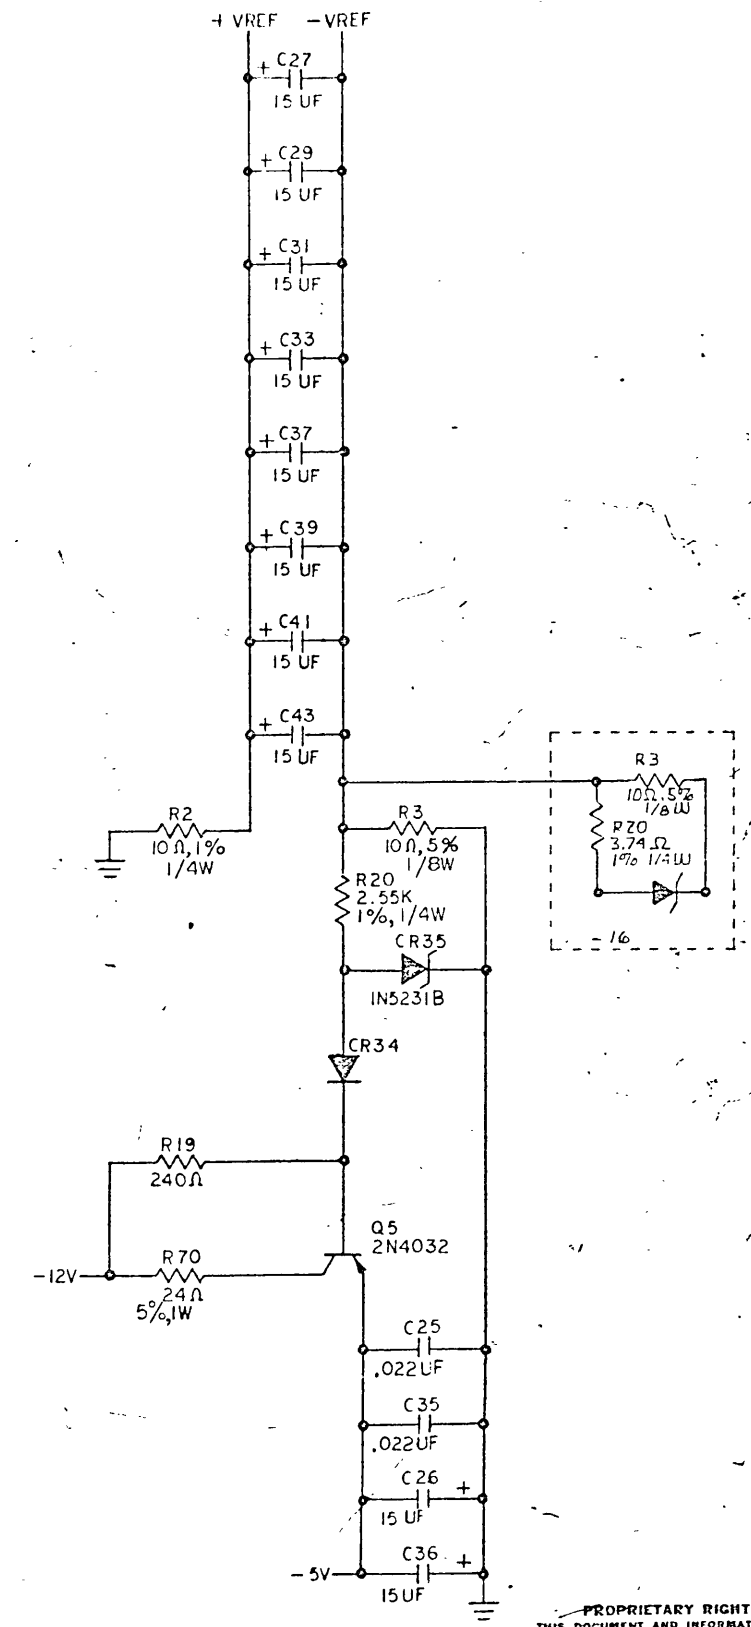 + VREF - VREF
+ C27
15 UF
+ C29
15 UF
+ C31
15 UF
+ C33
15 UF
+ C37
15 UF
+ C39
15 UF
+ C41
15 UF
+ C43
15 UF
R2
10Ω, 1%
1/4W
R3
10Ω, 5%
1/8W
R20
2.55K
1%, 1/4W
R3
10Ω, 5%
1/8W
R20
3.74Ω
1% 1/4W
-16
CR35
1N5231B
CR34
R19
240Ω
Q5
2N4032
-12V
R70
24Ω
5%, 1W
C25
.022UF
C35
.022UF
C26 +
15 UF
C36 +
-5V
15UF
PROPRIETARY RIGHT
THIS DOCUMENT AND INFORMAT